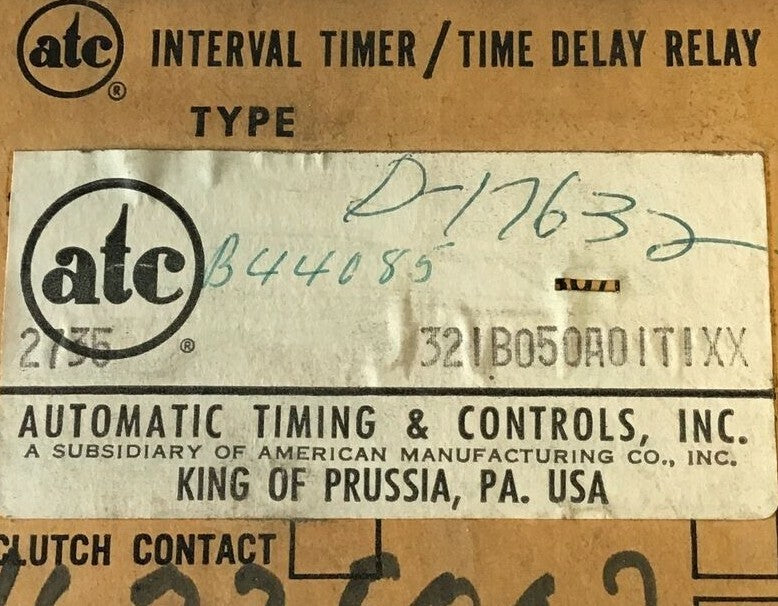 atc ® INTERVAL TIMER/TIME DELAY RELAY
TYPE
D-17632
atc ® B44085
2735 321B050A01T1XX
AUTOMATIC TIMING & CONTROLS, INC.
A SUBSIDIARY OF AMERICAN MANUFACTURING CO., INC.
KING OF PRUSSIA, PA. USA
CLUTCH CONTACT